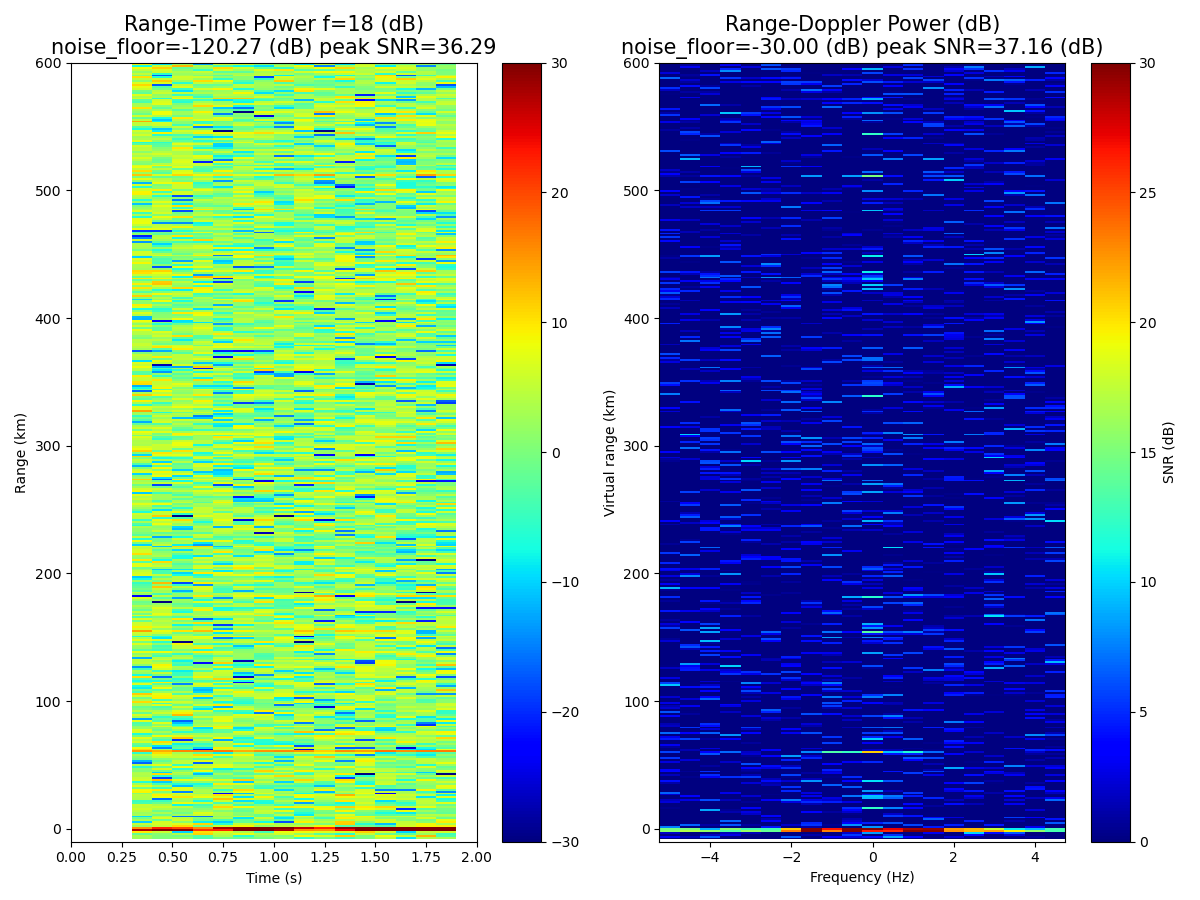 Range-Time Power f=18 (dB)
noise_floor=-120.27 (dB) peak SNR=36.29
600
500
400
300
200
100
0
Range (km)
0.00 0.25 0.50 0.75 1.00 1.25 1.50 1.75 2.00
Time (s)
30
20
10
0
−10
−20
−30
Range-Doppler Power (dB)
noise_floor=-30.00 (dB) peak SNR=37.16 (dB)
600
500
400
300
200
100
0
Virtual range (km)
−4 −2 0 2 4
Frequency (Hz)
30
25
20
15
10
5
0
SNR (dB)